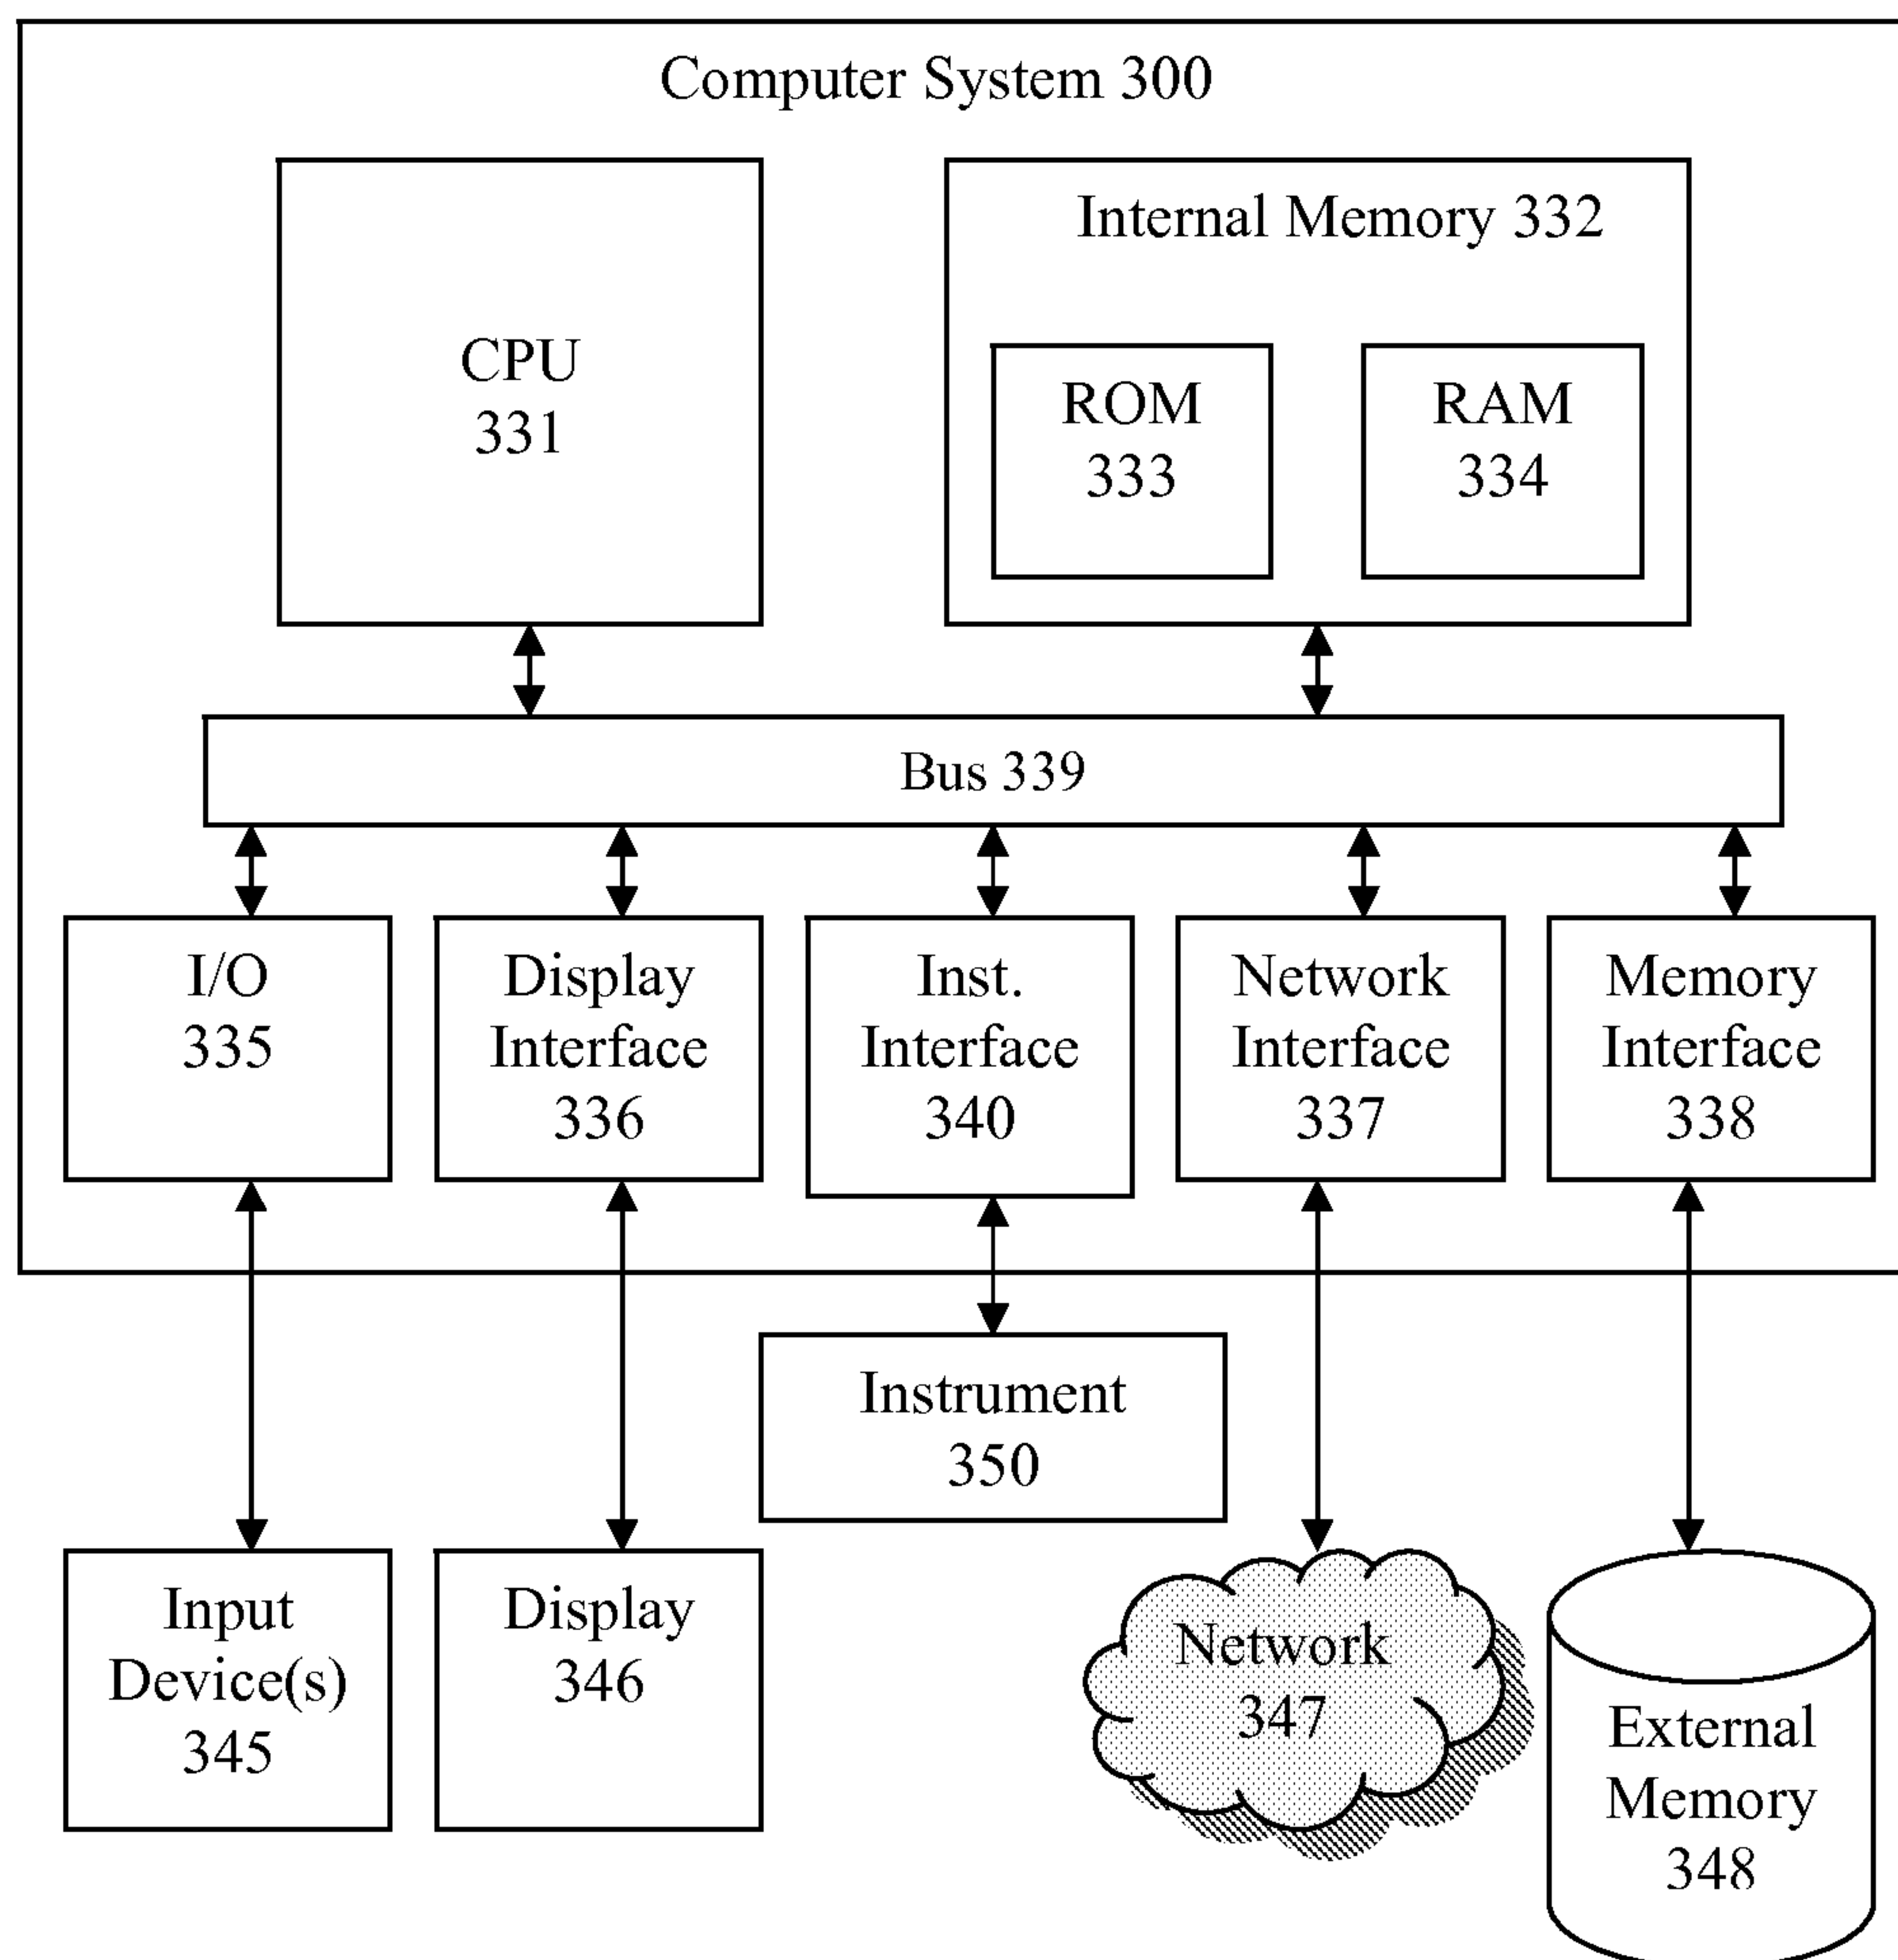 Computer System 300
CPU
331
Internal Memory 332
ROM
333
RAM
334
Bus 339
I/O
335
Display
Interface
336
Inst.
Interface
340
Network
Interface
337
Memory
Interface
338
Instrument
350
Input
Device(s)
345
Display
346
Network
347
External
Memory
348